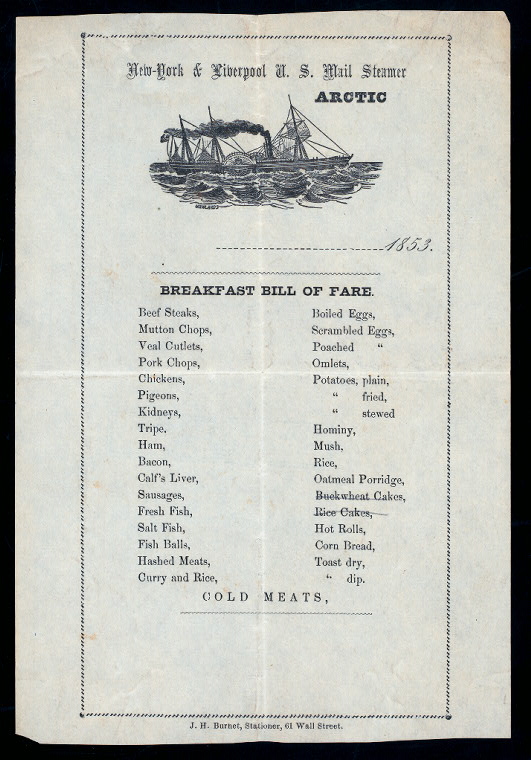 New-York & Liverpool U. S. Mail Steamer
ARCTIC
1853.
BREAKFAST BILL OF FARE.
Beef Steaks,
Mutton Chops,
Veal Cutlets,
Pork Chops,
Chickens,
Pigeons,
Kidneys,
Tripe,
Ham,
Bacon,
Calf's Liver,
Sausages,
Fresh Fish,
Salt Fish,
Fish Balls,
Hashed Meats,
Curry and Rice,
Boiled Eggs,
Scrambled Eggs,
Poached "
Omlets,
Potatoes, plain,
" fried,
" stewed
Hominy,
Mush,
Rice,
Oatmeal Porridge,
Buekwheat Cakes,
Rice Cakes,
Hot Rolls,
Corn Bread,
Toast dry,
" dip.
COLD MEATS,
J. H. Burnet, Stationer, 61 Wall Street.